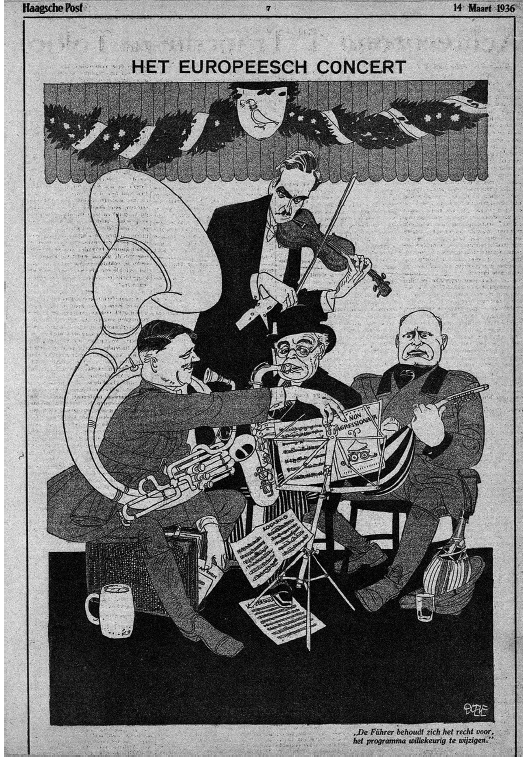 Haagsche Post
7
14 Maart 1936
HET EUROPEESCH CONCERT
NON
„De Führer behoudt zich het recht voor,
het programma willekeurig te wijzigen.”